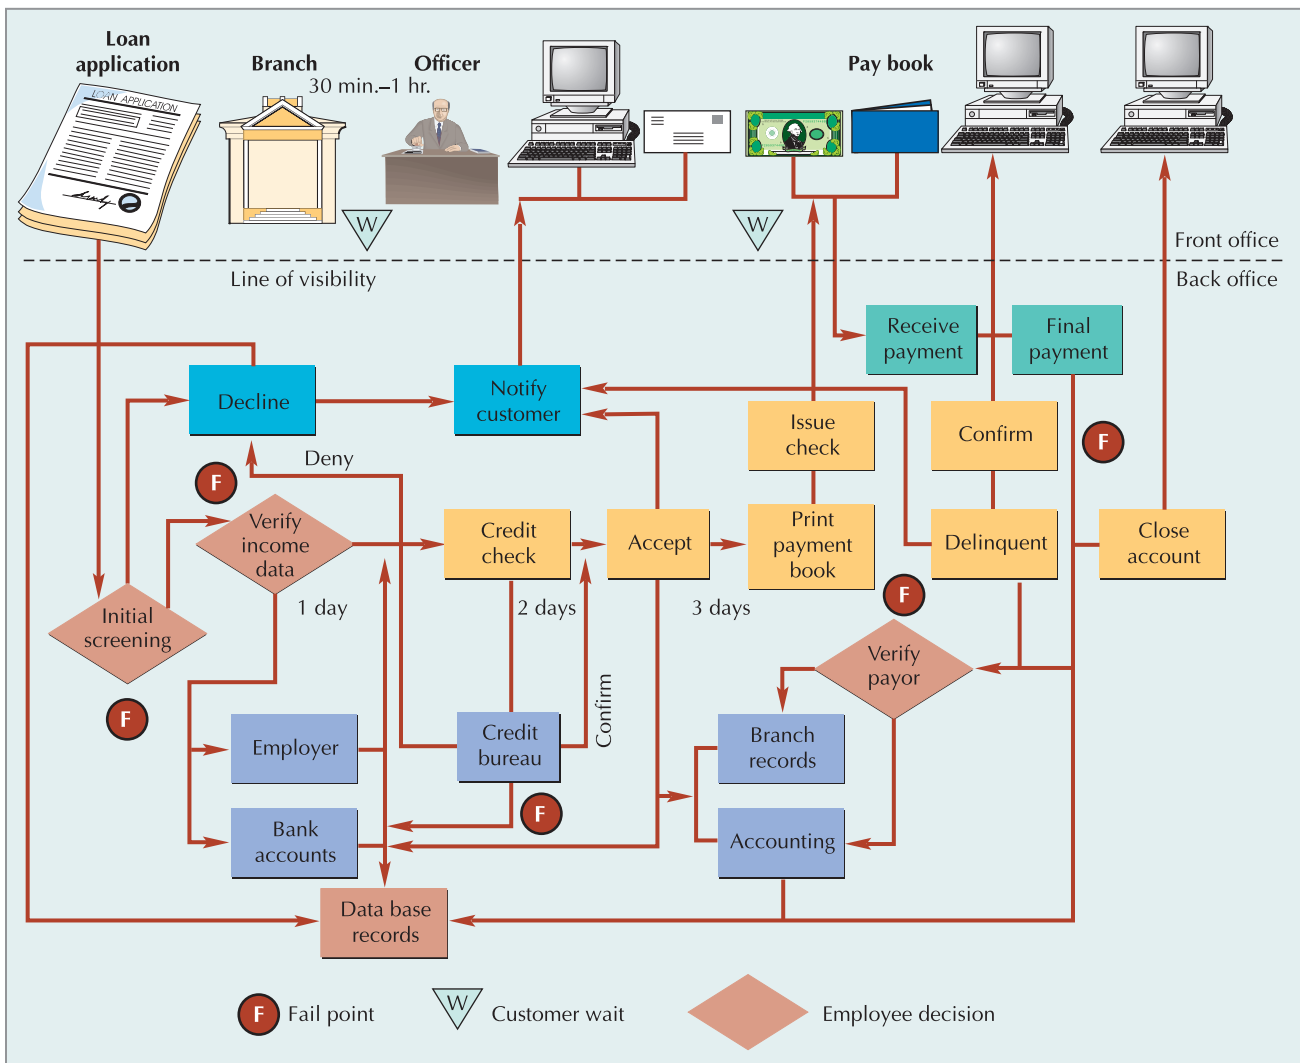 Loan
application
Branch
Officer
30 min.–1 hr.
Pay book
LOAN APPLICATION
W
W
Front office
Line of visibility
Back office
Receive
payment
Final
payment
Decline
Notify
customer
Issue
check
Confirm
F
Deny
F
Verify
income
data
Credit
check
Accept
Print
payment
book
Delinquent
Close
account
1 day
2 days
3 days
F
Initial
screening
Verify
payor
F
Employer
Credit
bureau
Confirm
Branch
records
F
Bank
accounts
Accounting
Data base
records
F
Fail point
W
Customer wait
Employee decision